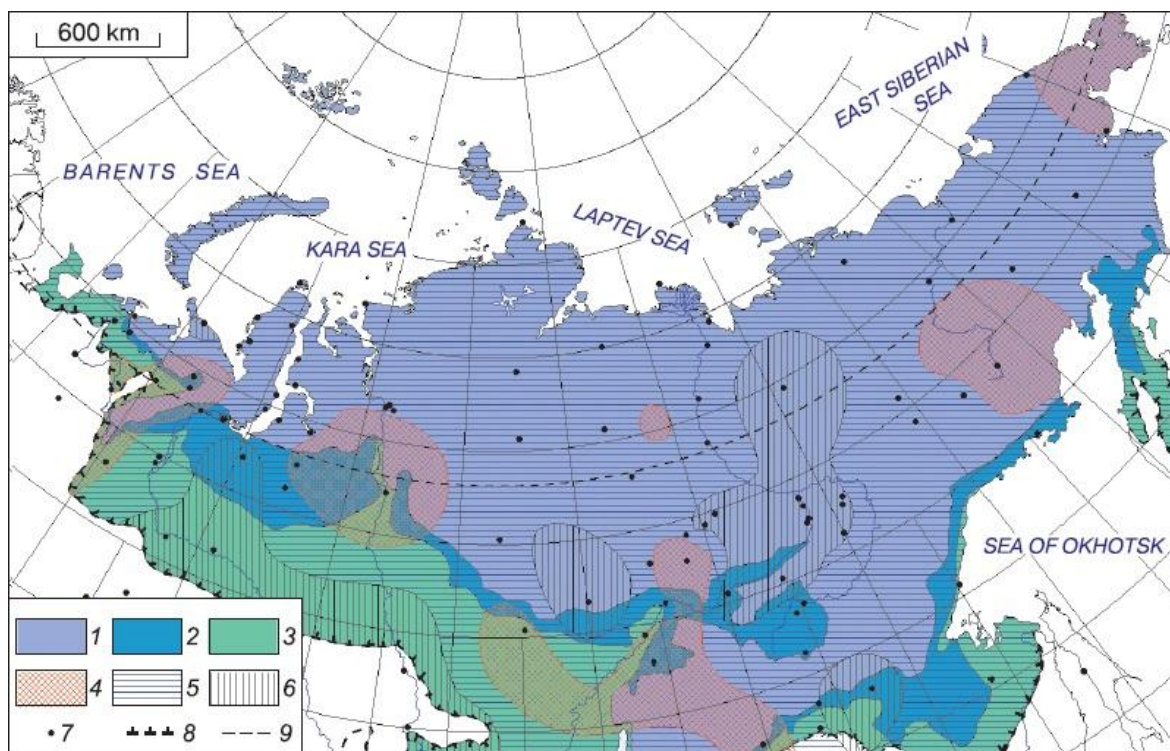 600 km
BARENTS SEA
KARA SEA
LAPTEV SEA
EAST SIBERIAN
SEA
SEA OF OKHOTSK
1 2 3
4 5 6
7 8 9